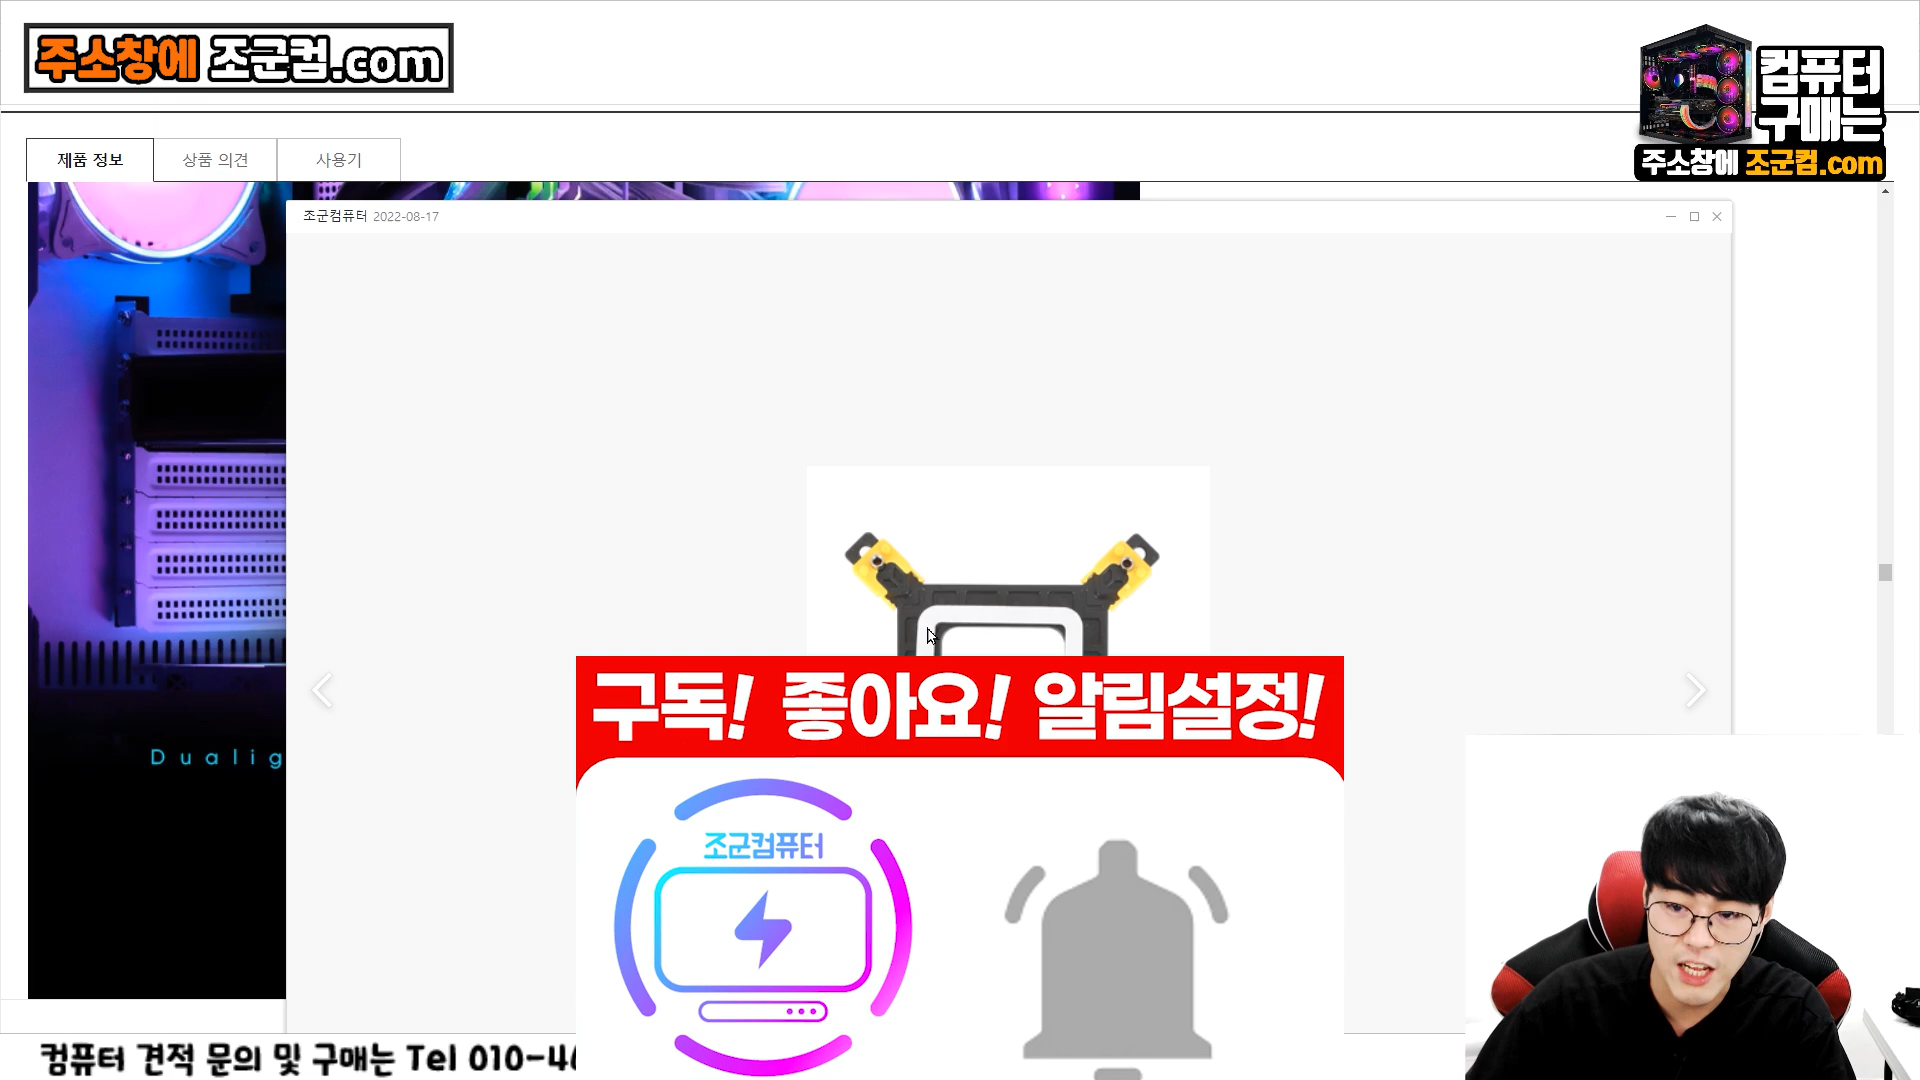 주소창에 조군컴.com
컴퓨터
구매는
주소창에 조군컴.com
제품 정보
상품 의견
사용기
조군컴퓨터 2022-08-17
Dualig
구독! 좋아요! 알림설정!
조군컴퓨터
컴퓨터 견적 문의 및 구매는 Tel 010-4